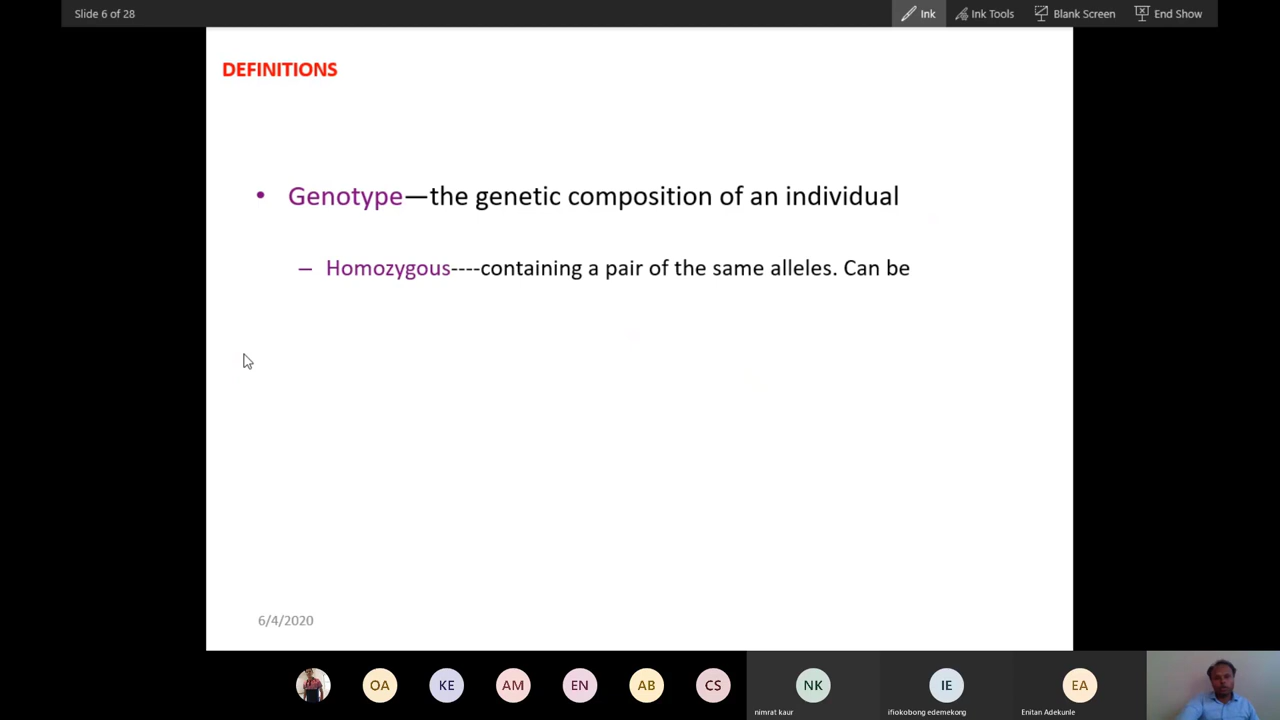 Slide 6 of 28
Ink
Ink Tools
Blank Screen
End Show
DEFINITIONS
• Genotype—the genetic composition of an individual
– Homozygous----containing a pair of the same alleles. Can be
6/4/2020
OA
KE
AM
EN
AB
CS
NK
IE
EA
nimrat kaur
ifiokobong edemekong
Enitan Adekunle